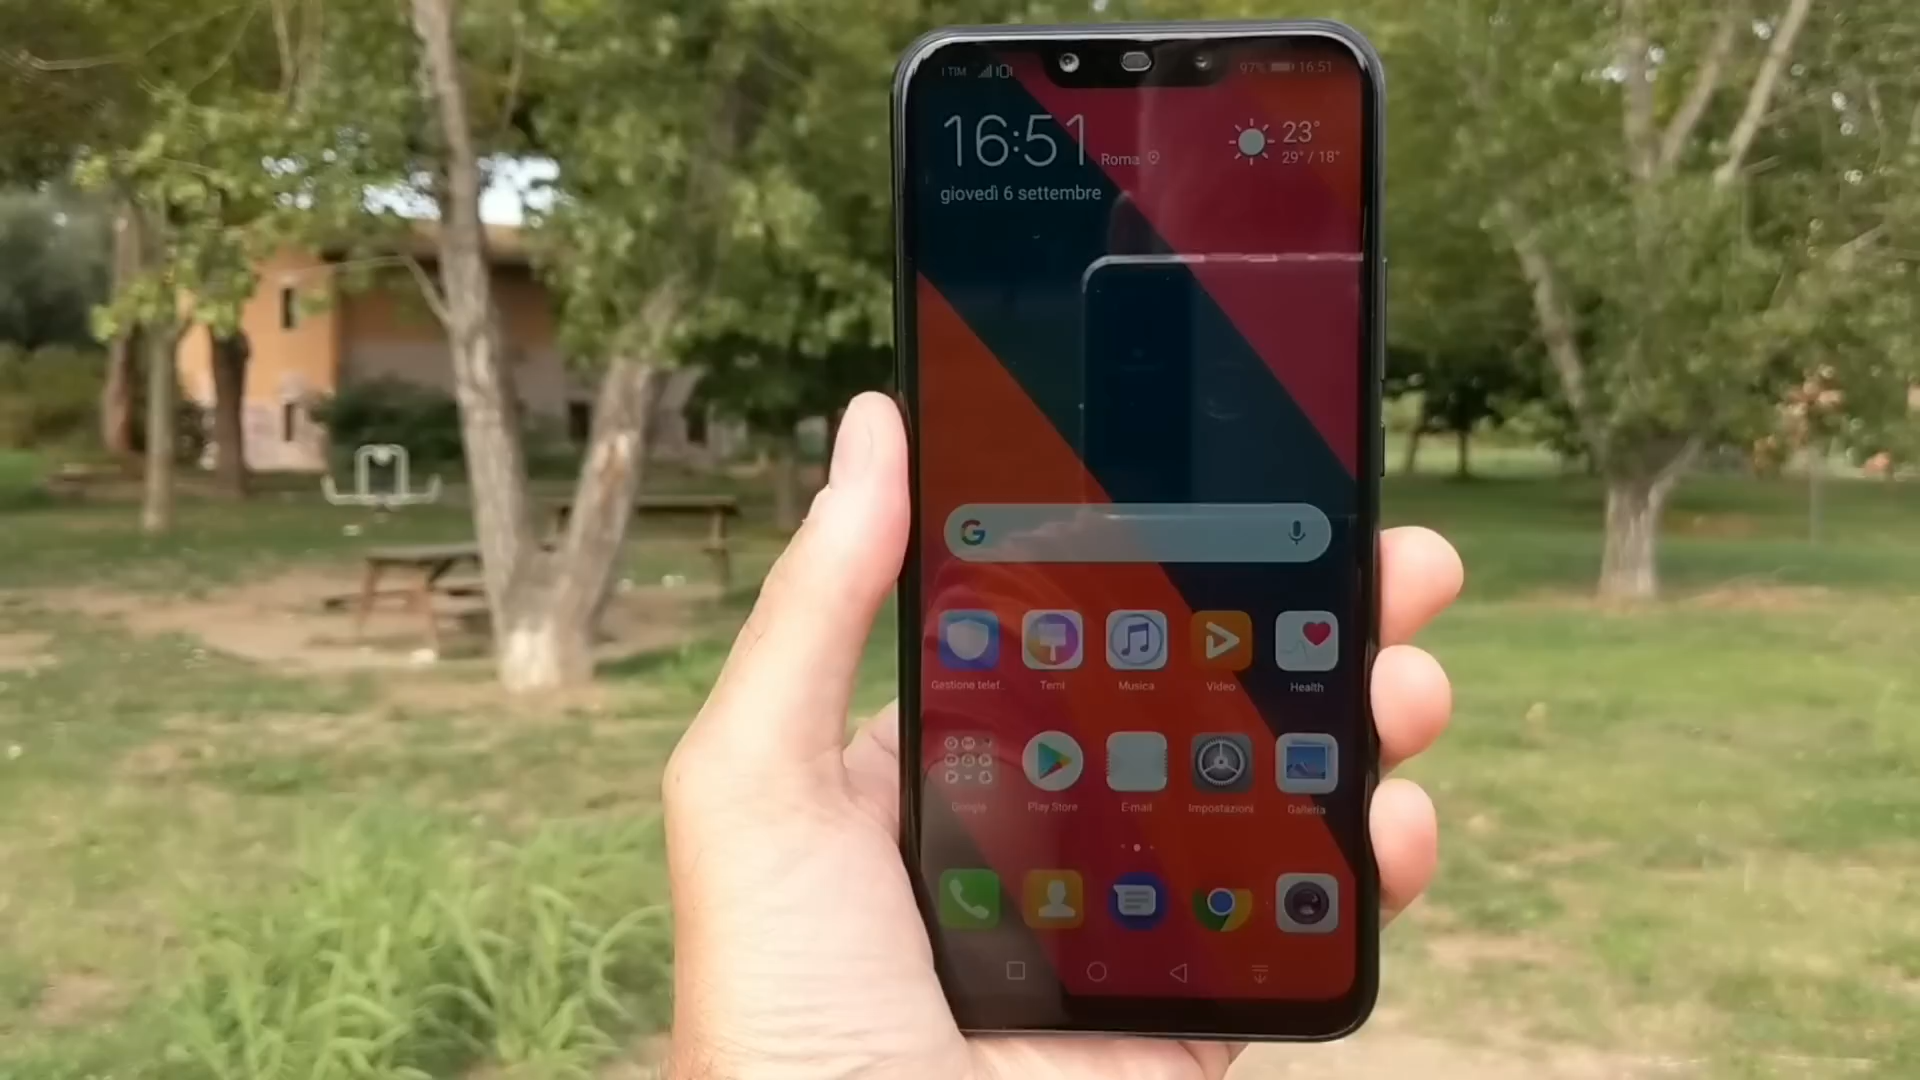 TIM 97% 16:51
16:51 Roma 23°
29° / 18°
giovedì 6 settembre
G
Gestione telef.. Temi Musica Video Health
Google Play Store E-mail Impostazioni Galleria